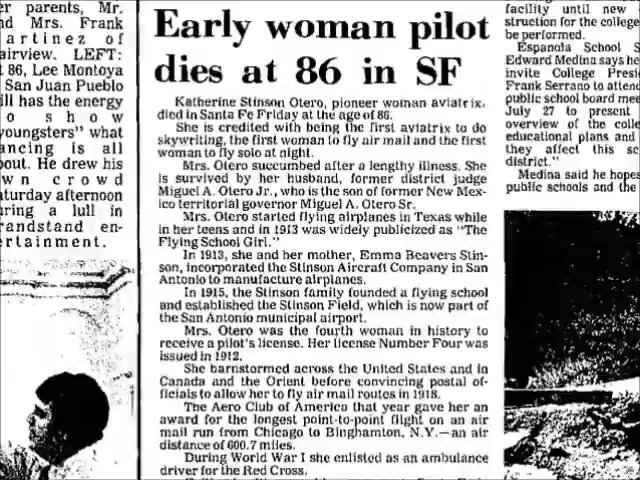 er parents, Mr.
nd Mrs. Frank
artinez of
airview. LEFT:
86, Lee Montoya
San Juan Pueblo
ill has the energy
o show
youngsters" what
ancing is all
bout. He drew his
wn crowd
aturday afternoon
uring a lull in
randstand en-
rtainment.
Early woman pilot
dies at 86 in SF
Katherine Stinson Otero, pioneer woman aviatrix,
died in Santa Fe Friday at the age of 86.
She is credited with being the first aviatrix to do
skywriting, the first woman to fly air mail and the first
woman to fly solo at night.
Mrs. Otero succumbed after a lengthy illness. She
is survived by her husband, former district judge
Miguel A. Otero Jr., who is the son of former New Mex-
ico territorial governor Miguel A. Otero Sr.
Mrs. Otero started flying airplanes in Texas while
in her teens and in 1913 was widely publicized as "The
Flying School Girl."
In 1913, she and her mother, Emma Beavers Stin-
son, incorporated the Stinson Aircraft Company in San
Antonio to manufacture airplanes.
In 1915, the Stinson family founded a flying school
and established the Stinson Field, which is now part of
the San Antonio municipal airport.
Mrs. Otero was the fourth woman in history to
receive a pilot's license. Her license Number Four was
issued in 1912.
She barnstormed across the United States and in
Canada and the Orient before convincing postal of-
ficials to allow her to fly air mail routes in 1918.
The Aero Club of America that year gave her an
award for the longest point-to-point flight on an air
mail run from Chicago to Binghamton, N.Y.—an air
distance of 600.7 miles.
During World War I she enlisted as an ambulance
driver for the Red Cross.
facility until new
struction for the college
be performed.
Espanola School S
Edward Medina says he
invite College Presi
Frank Serrano to attend
public school board mee
July 27 to present
overview of the colle
educational plans and
they affect this sc
district."
Medina said he hopes
public schools and the